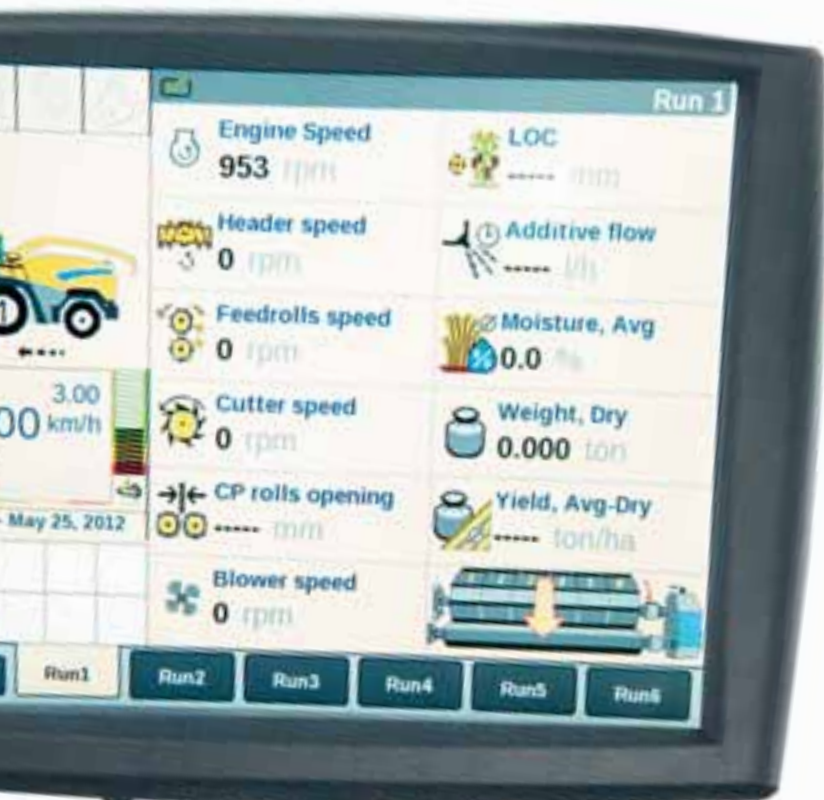 Run 1
Engine Speed
953 rpm
Header speed
0 rpm
Feedrolls speed
0 rpm
Cutter speed
0 rpm
CP rolls opening
----- mm
Blower speed
0 rpm
LOC
----- mm
Additive flow
----- l/h
Moisture, Avg
0.0 %
Weight, Dry
0.000 ton
Yield, Avg-Dry
----- ton/ha
3.00
00 km/h
- May 25, 2012
Run1
Run2
Run3
Run4
Run5
Run6